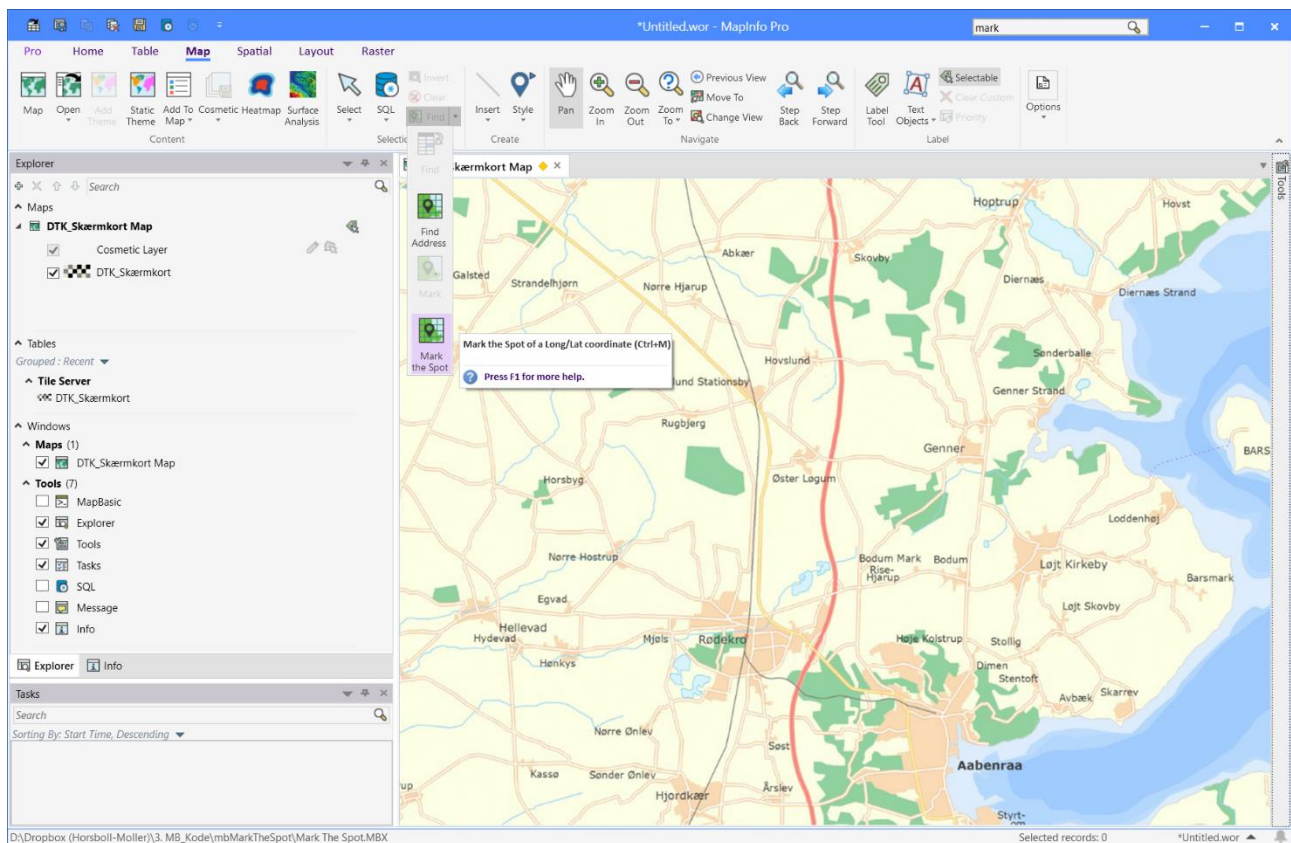 *Untitled.wor - MapInfo Pro
mark
Pro Home Table Map Spatial Layout Raster
Map
Open
Add Theme
Static Theme
Add To Map
Cosmetic
Heatmap
Surface Analysis
Content
Select
SQL
Invert
Clear
Find
Selectio
Insert
Style
Create
Pan
Zoom In
Zoom Out
Zoom To
Previous View
Move To
Change View
Step Back
Step Forward
Navigate
Label Tool
Text Objects
Selectable
Clear Custom
Priority
Label
Options
Find
Find Address
Mark
Mark the Spot
Mark the Spot of a Long/Lat coordinate (Ctrl+M)
Press F1 for more help.
Explorer
Search
Maps
DTK_Skærmkort Map
Cosmetic Layer
DTK_Skærmkort
Tables
Grouped : Recent
Tile Server
DTK_Skærmkort
Windows
Maps (1)
DTK_Skærmkort Map
Tools (7)
MapBasic
Explorer
Tools
Tasks
SQL
Message
Info
Explorer Info
Tasks
Search
Sorting By: Start Time, Descending
kærmkort Map
Tools
Hoptrup
Hovst
Abkær
Skovby
Galsted
Strandelhjørn
Nørre Hjarup
Diernæs
Diernæs Strand
Hovslund
Sønderballe
lund Stationsby
Genner Strand
Rugbjerg
Genner
BARS
Horsbyg
Øster Løgum
Loddenhøj
Nørre Hostrup
Bodum Mark
Bodum
Rise-
Hjarup
Løjt Kirkeby
Barsmark
Egvad
Løjt Skovby
Hellevad
Hydevad
Mjøls
Rødekro
Høje Kolstrup
Stollig
Hønkys
Dimen
Stentoft
Avbæk
Skarrev
Nørre Ønlev
Søst
Aabenraa
Kassø
Sønder Ønlev
up
Hjordkær
Årslev
Styrt-
om
D:\Dropbox (Horsboll-Moller)\3. MB_Kode\mbMarkTheSpot\Mark The Spot.MBX
Selected records: 0
*Untitled.wor